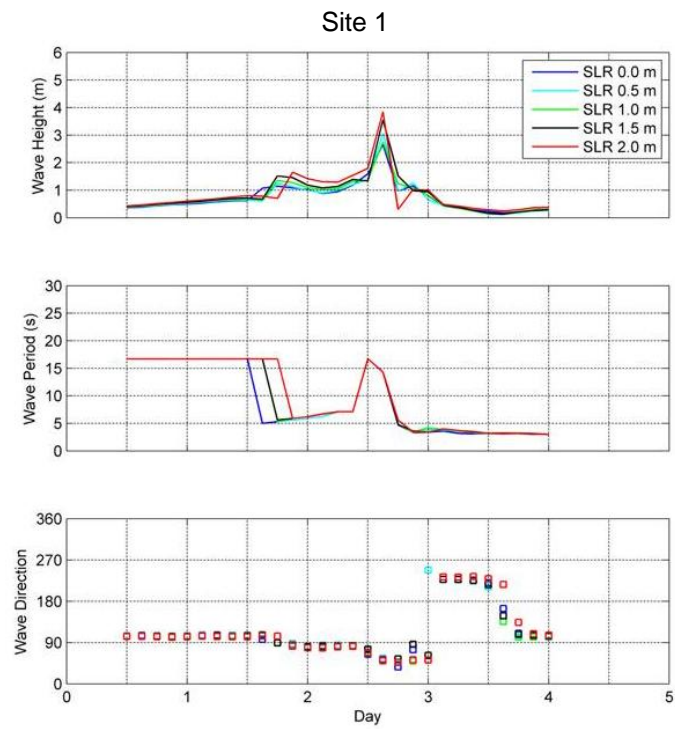 Site 1
6
5
4
3
2
1
0
Wave Height (m)
SLR 0.0 m
SLR 0.5 m
SLR 1.0 m
SLR 1.5 m
SLR 2.0 m
30
25
20
15
10
5
0
Wave Period (s)
360
270
180
90
0
Wave Direction
0 1 2 3 4 5
Day